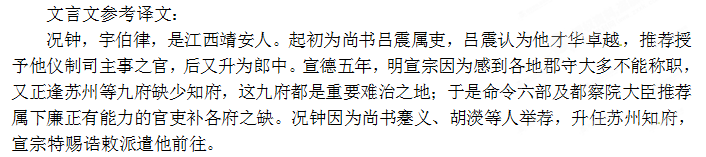 文言文参考译文：
况钟，字伯律，是江西靖安人。起初为尚书吕震属吏，吕震认为他才华卓越，推荐授
予他仪制司主事之官，后又升为郎中。宣德五年，明宣宗因为感到各地郡守大多不能称职，
又正逢苏州等九府缺少知府，这九府都是重要难治之地；于是命令六部及都察院大臣推荐
属下廉正有能力的官吏补各府之缺。况钟因为尚书蹇义、胡濙等人举荐，升任苏州知府，
宣宗特赐诰敕派遣他前往。